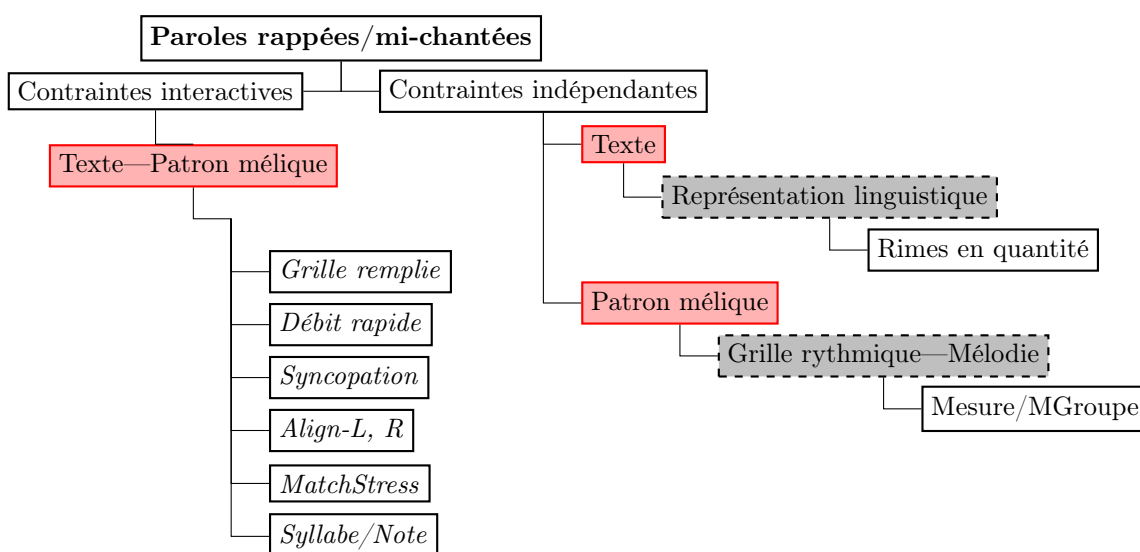 Paroles rappées/mi-chantées
Contraintes interactives
Contraintes indépendantes
Texte
Texte—Patron mélique
Représentation linguistique
Rimes en quantité
Grille remplie
Patron mélique
Débit rapide
Grille rythmique—Mélodie
Syncopation
Mesure/MGroupe
Align-L, R
MatchStress
Syllabe/Note